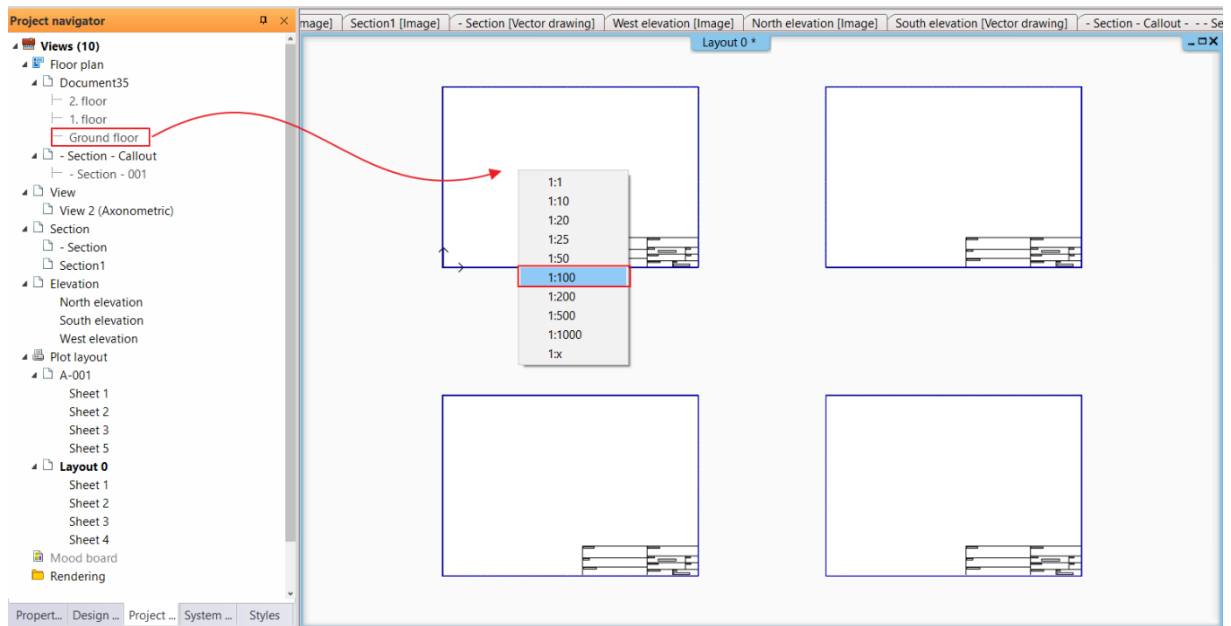 Project navigator
Views (10)
Floor plan
Document35
2. floor
1. floor
Ground floor
- Section - Callout
- Section - 001
View
View 2 (Axonometric)
Section
- Section
Section1
Elevation
North elevation
South elevation
West elevation
Plot layout
A-001
Sheet 1
Sheet 2
Sheet 3
Sheet 5
Layout 0
Sheet 1
Sheet 2
Sheet 3
Sheet 4
Mood board
Rendering
Propert... Design ... Project ... System ... Styles
mage] Section1 [Image] - Section [Vector drawing] West elevation [Image] North elevation [Image] South elevation [Vector drawing] - Section - Callout - - - Se
Layout 0 *
1:1
1:10
1:20
1:25
1:50
1:100
1:200
1:500
1:1000
1:x